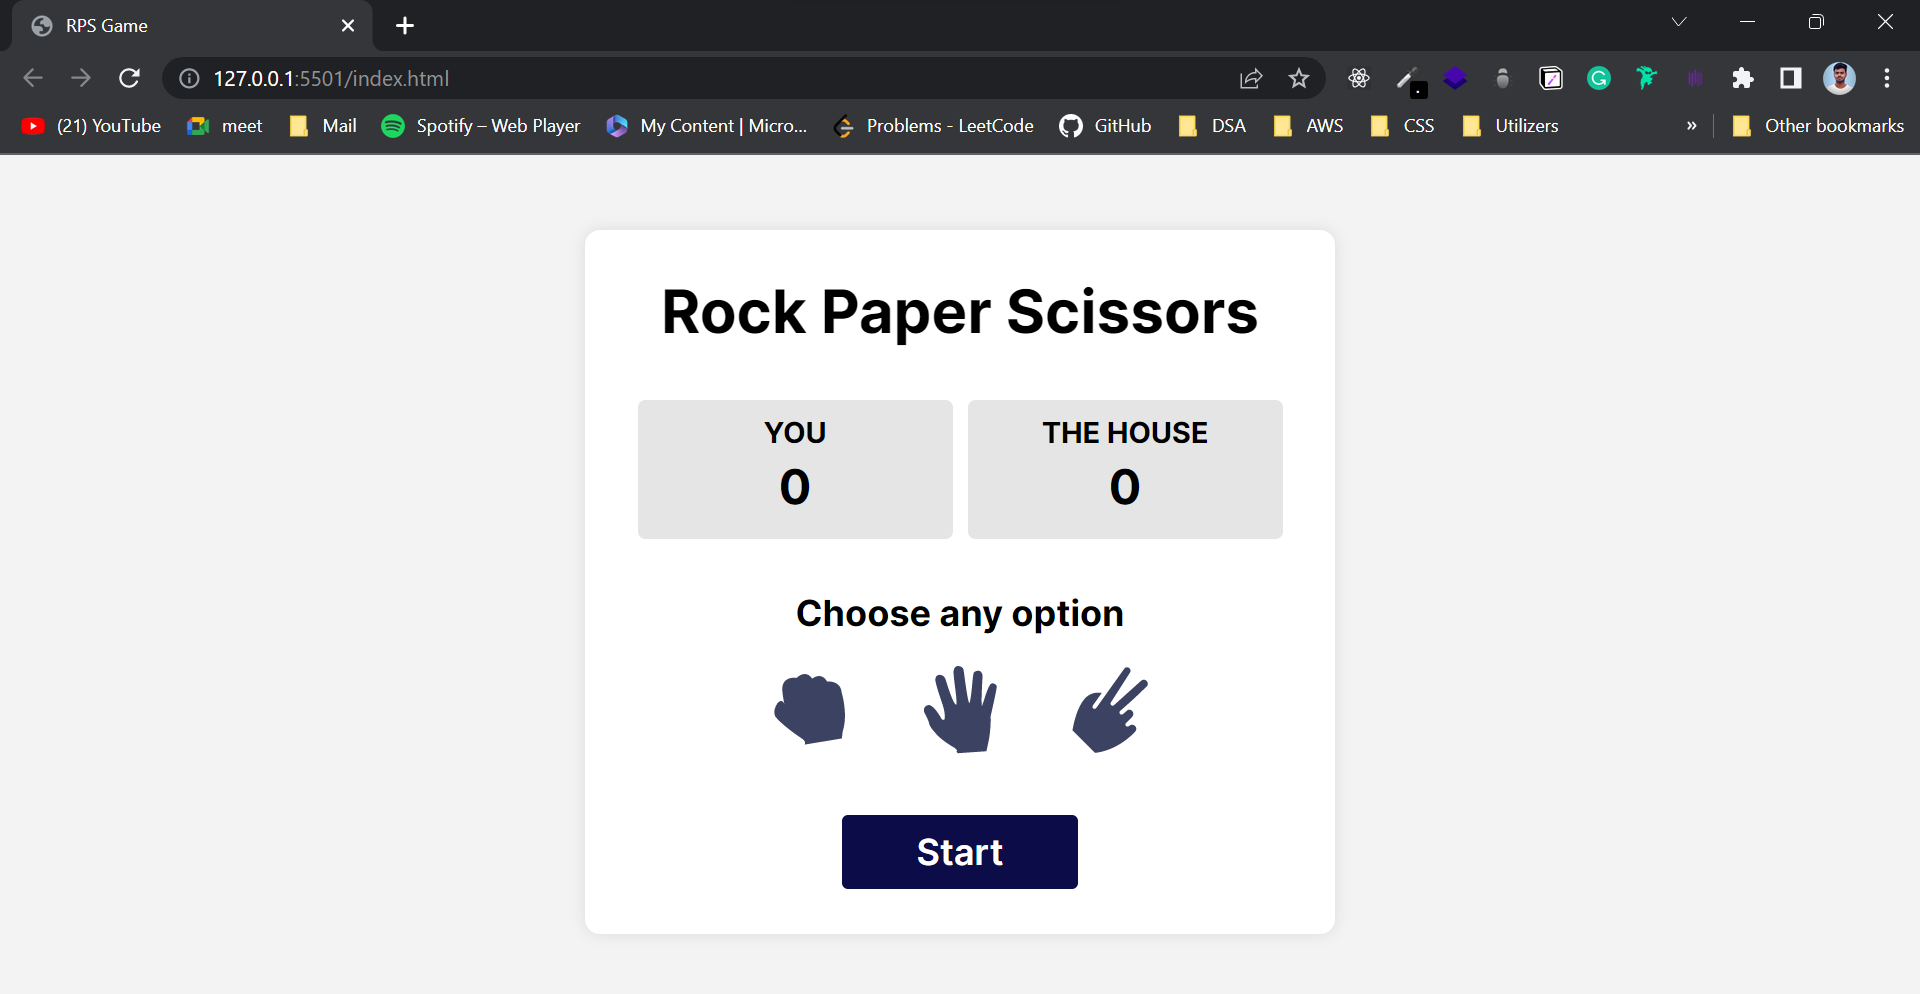 RPS Game
127.0.0.1:5501/index.html
(21) YouTube meet Mail Spotify – Web Player My Content | Micro... Problems - LeetCode GitHub DSA AWS CSS Utilizers » Other bookmarks
Rock Paper Scissors
YOU THE HOUSE
0 0
Choose any option
Start